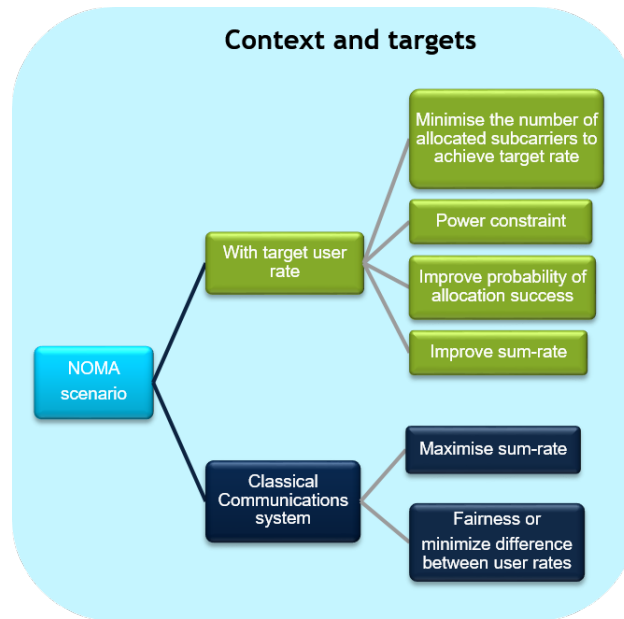 Context and targets
Minimise the number of
allocated subcarriers to
achieve target rate
Power constraint
With target user
rate
Improve probability of
allocation success
Improve sum-rate
NOMA
scenario
Maximise sum-rate
Classical
Communications
system
Fairness or
minimize difference
between user rates